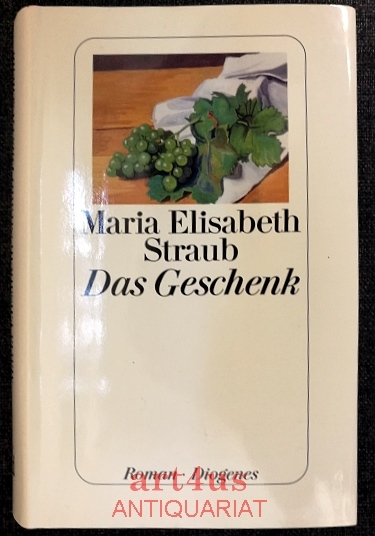 Maria Elisabeth
Straub
Das Geschenk
Roman · Diogenes
art4us
ANTIQUARIAT